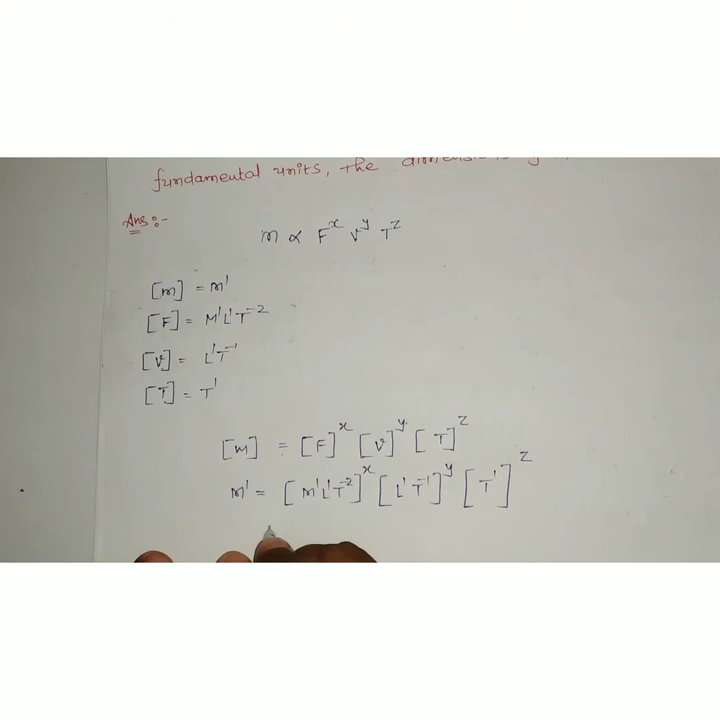 fundamental units, the
Ans:-
m ∝ F^x V^y T^z
[m] = M^1
[F] = M^1 L^1 T^-2
[V] = L^1 T^-1
[T] = T^1
[m] = [F]^x [V]^y [T]^z
M^1 = [M^1 L^1 T^-2]^x [L^1 T^-1]^y [T^1]^z